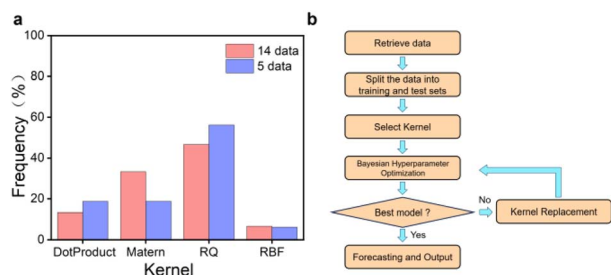 a
100
80
60
40
20
0
Frequency (%)
14 data
5 data
DotProduct
Matern
RQ
RBF
Kernel
b
Retrieve data
Split the data into
training and test sets
Select Kernel
Bayesian Hyperparameter
Optimization
Best model ?
No
Kernel Replacement
Yes
Forecasting and Output